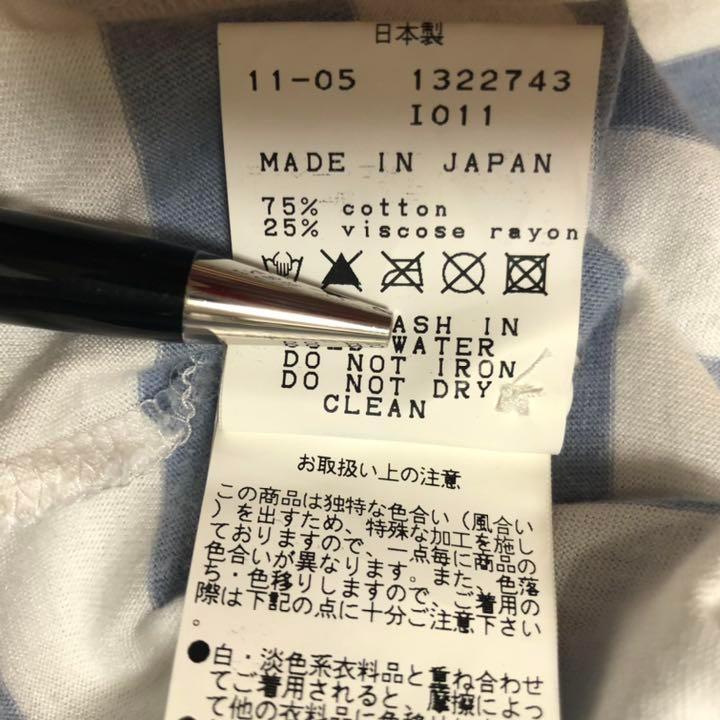 日本製
11-05 1322743
I011
MADE IN JAPAN
75% cotton
25% viscose rayon
IN
WATER
DO NOT IRON
DO NOT DRY
CLEAN
お取扱い上の注意
この商品は独特な色合い(風合い
)を出すため、特殊な加工を施し
ておりますので、一点毎に商品の
色合いが異なります。また、色落
ち・色移りしますので、ご着用の
際は下記の点に十分ご注意下さい
。
●白・淡色系衣料品と重ね合わせ
てご着用されると、摩擦によっ
て他の衣料品に色移り